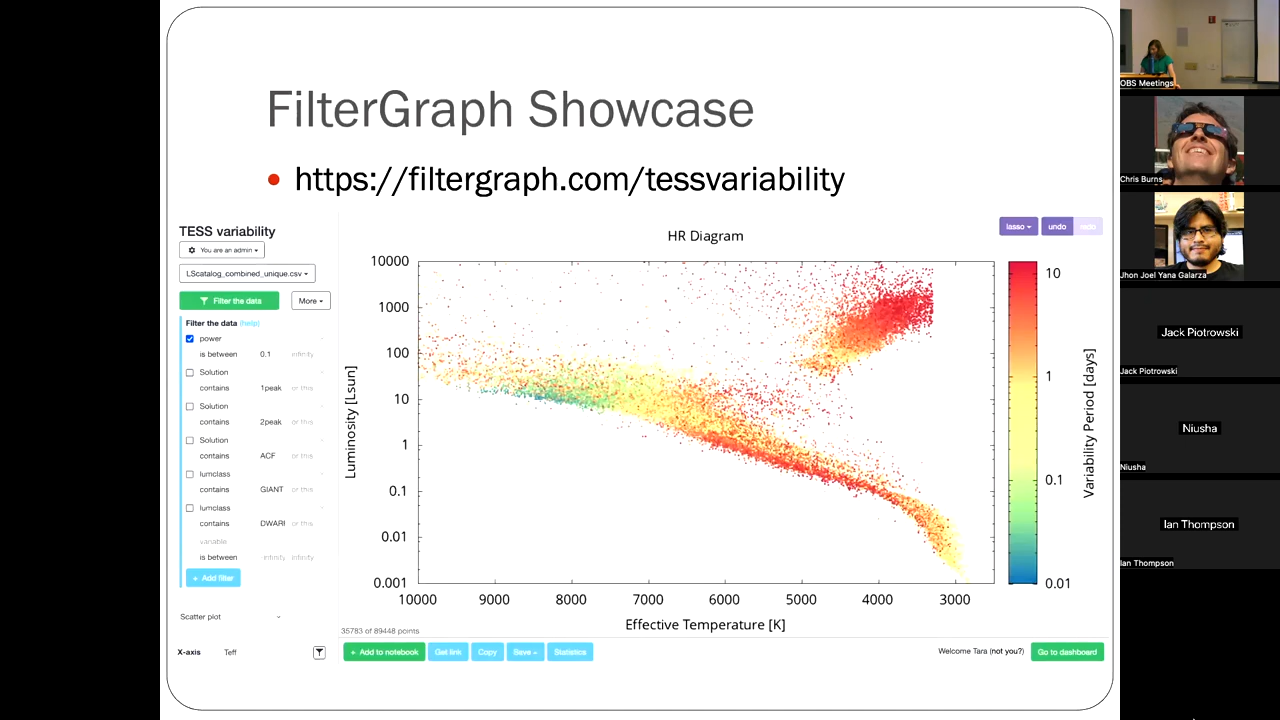 FilterGraph Showcase
• https://filtergraph.com/tessvariability
TESS variability
You are an admin
LScatalog_combined_unique.csv
Filter the data
More
Filter the data (help)
power
is between 0.1 infinity
Solution
contains 1peak or this
Solution
contains 2peak or this
Solution
contains ACF or this
lumclass
contains GIANT or this
lumclass
contains DWARI or this
variable
is between -infinity infinity
+ Add filter
Scatter plot
X-axis Teff
HR Diagram
lasso
undo
redo
Luminosity [Lsun]
10000
1000
100
10
1
0.1
0.01
0.001
10000 9000 8000 7000 6000 5000 4000 3000
Effective Temperature [K]
10
1
0.1
0.01
Variability Period [days]
35783 of 89448 points
+ Add to notebook
Get link
Copy
Save
Statistics
Welcome Tara (not you?)
Go to dashboard
OBS Meetings
Chris Burns
Jhon Joel Yana Galarza
Jack Piotrowski
Jack Piotrowski
Niusha
Niusha
Ian Thompson
Ian Thompson